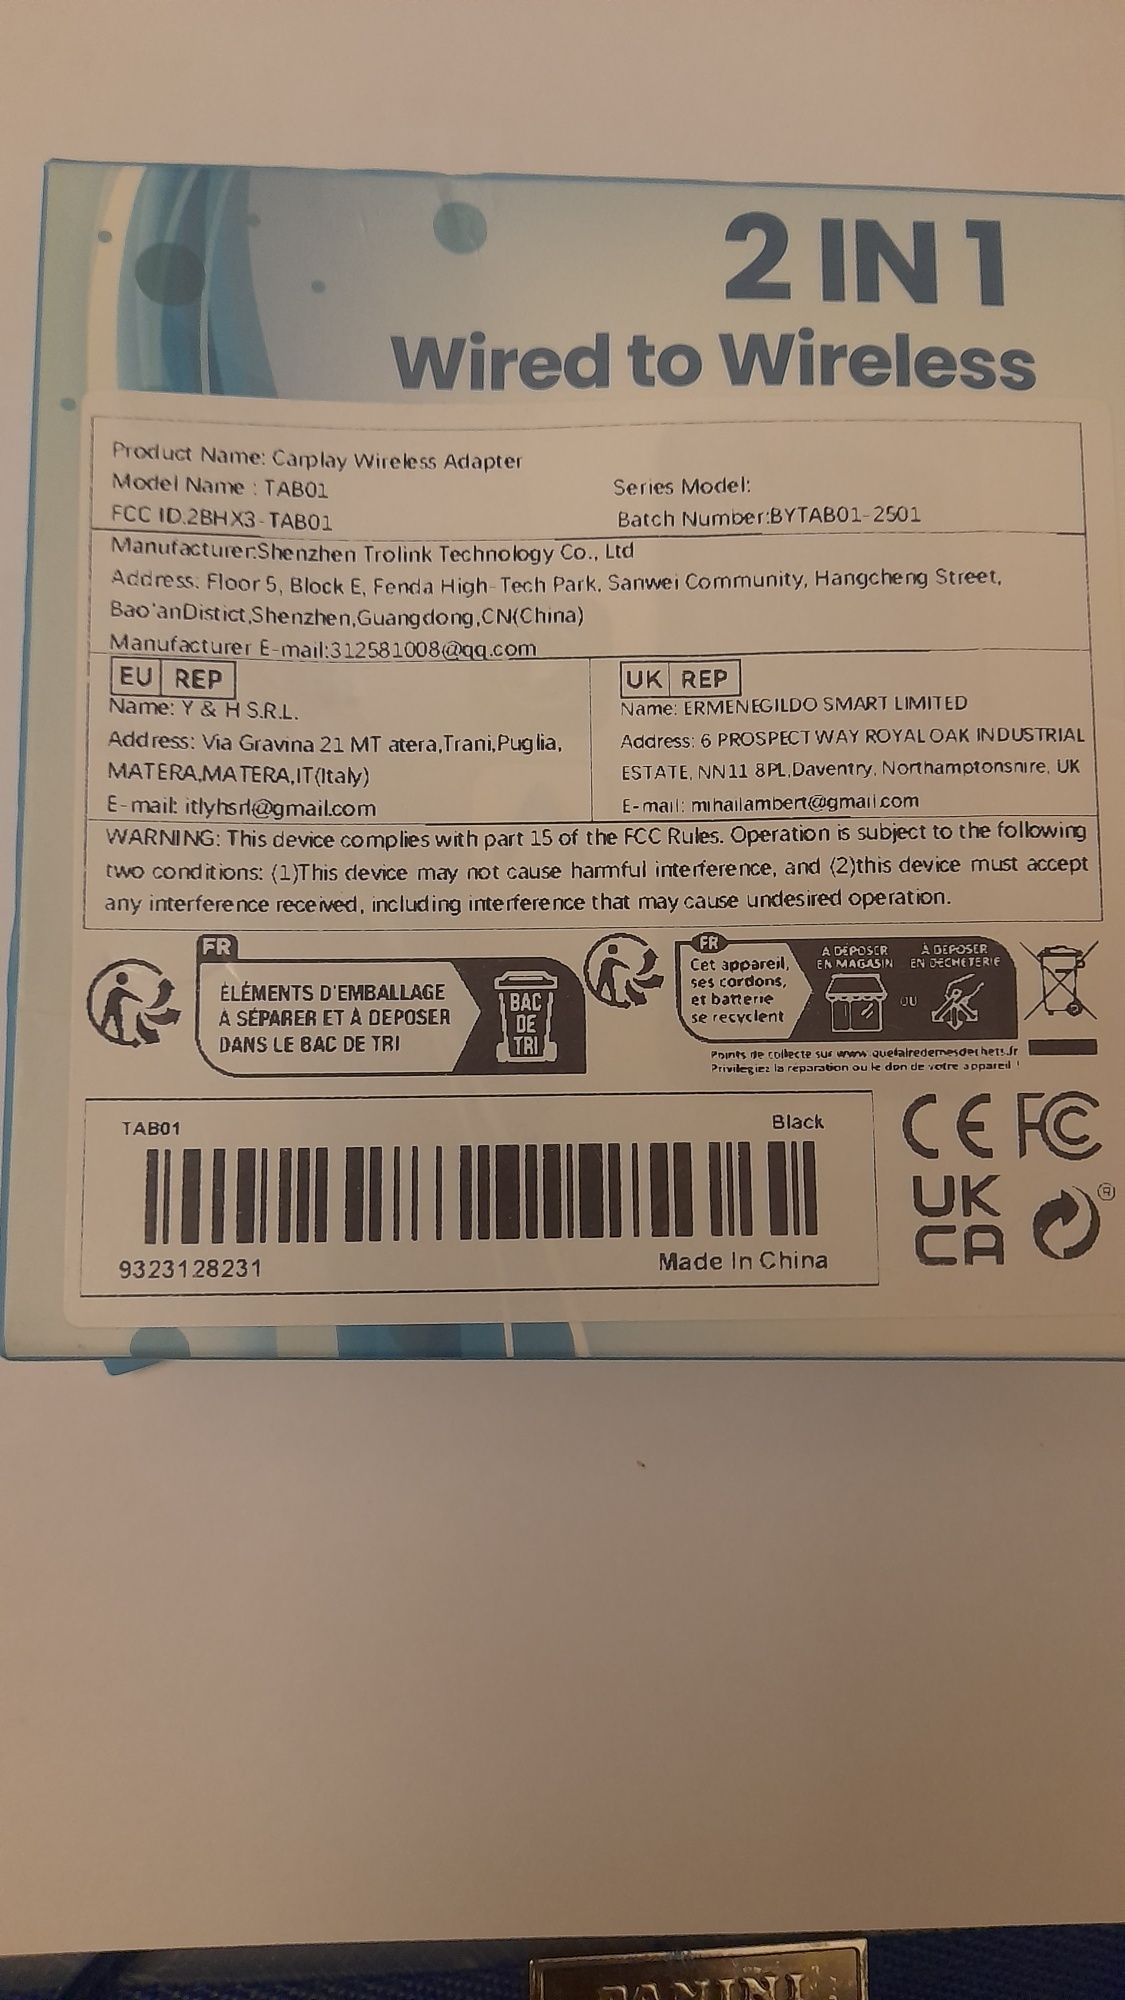 2 IN 1
Wired to Wireless
Product Name: Carplay Wireless Adapter
Model Name : TAB01
Series Model:
FCC ID.2BHX3-TAB01
Batch Number:BYTAB01-2501
Manufacturer:Shenzhen Trolink Technology Co., Ltd
Address: Floor 5, Block E, Fenda High-Tech Park, Sanwei Community, Hangcheng Street,
Bao'anDistict,Shenzhen,Guangdong,CN(China)
Manufacturer E-mail:312581008@qq.com
EU REP
Name: Y & H S.R.L.
Address: Via Gravina 21 MT atera,Trani,Puglia,
MATERA,MATERA,IT(Italy)
E-mail: itlyhsrl@gmail.com
UK REP
Name: ERMENEGILDO SMART LIMITED
Address: 6 PROSPECT WAY ROYAL OAK INDUSTRIAL
ESTATE, NN11 8PL,Daventry, Northamptonshire, UK
E-mail: mihailambert@gmail.com
WARNING: This device complies with part 15 of the FCC Rules. Operation is subject to the following
two conditions: (1)This device may not cause harmful interference, and (2)this device must accept
any interference received, including interference that may cause undesired operation.
FR
ÉLÉMENTS D'EMBALLAGE
À SÉPARER ET À DÉPOSER
DANS LE BAC DE TRI
BAC
DE
TRI
FR
Cet appareil,
ses cordons,
et batterie
se recyclent
À DÉPOSER
EN MAGASIN
OU
À DÉPOSER
EN DÉCHÈTERIE
Points de collecte sur www.quefairedemesdechets.fr
Privilégiez la réparation ou le don de votre appareil !
TAB01
Black
9323128231
Made In China
CE FC
UK
CA
®
PANINI